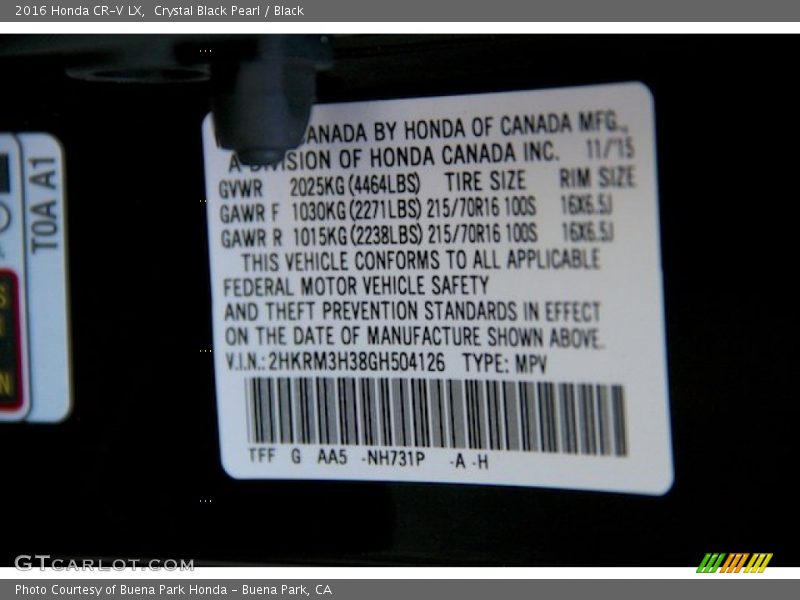 2016 Honda CR-V LX,  Crystal Black Pearl / Black
CANADA BY HONDA OF CANADA MFG.,
A DIVISION OF HONDA CANADA INC. 11/15
GVWR 2025KG (4464LBS) TIRE SIZE RIM SIZE
GAWR F 1030KG (2271LBS) 215/70R16 100S 16X6.5J
GAWR R 1015KG (2238LBS) 215/70R16 100S 16X6.5J
THIS VEHICLE CONFORMS TO ALL APPLICABLE
FEDERAL MOTOR VEHICLE SAFETY
AND THEFT PREVENTION STANDARDS IN EFFECT
ON THE DATE OF MANUFACTURE SHOWN ABOVE.
V.I.N.: 2HKRM3H38GH504126 TYPE: MPV
TFF G AA5 -NH731P -A -H
T0A A1
GTcarlot.com
Photo Courtesy of Buena Park Honda - Buena Park, CA